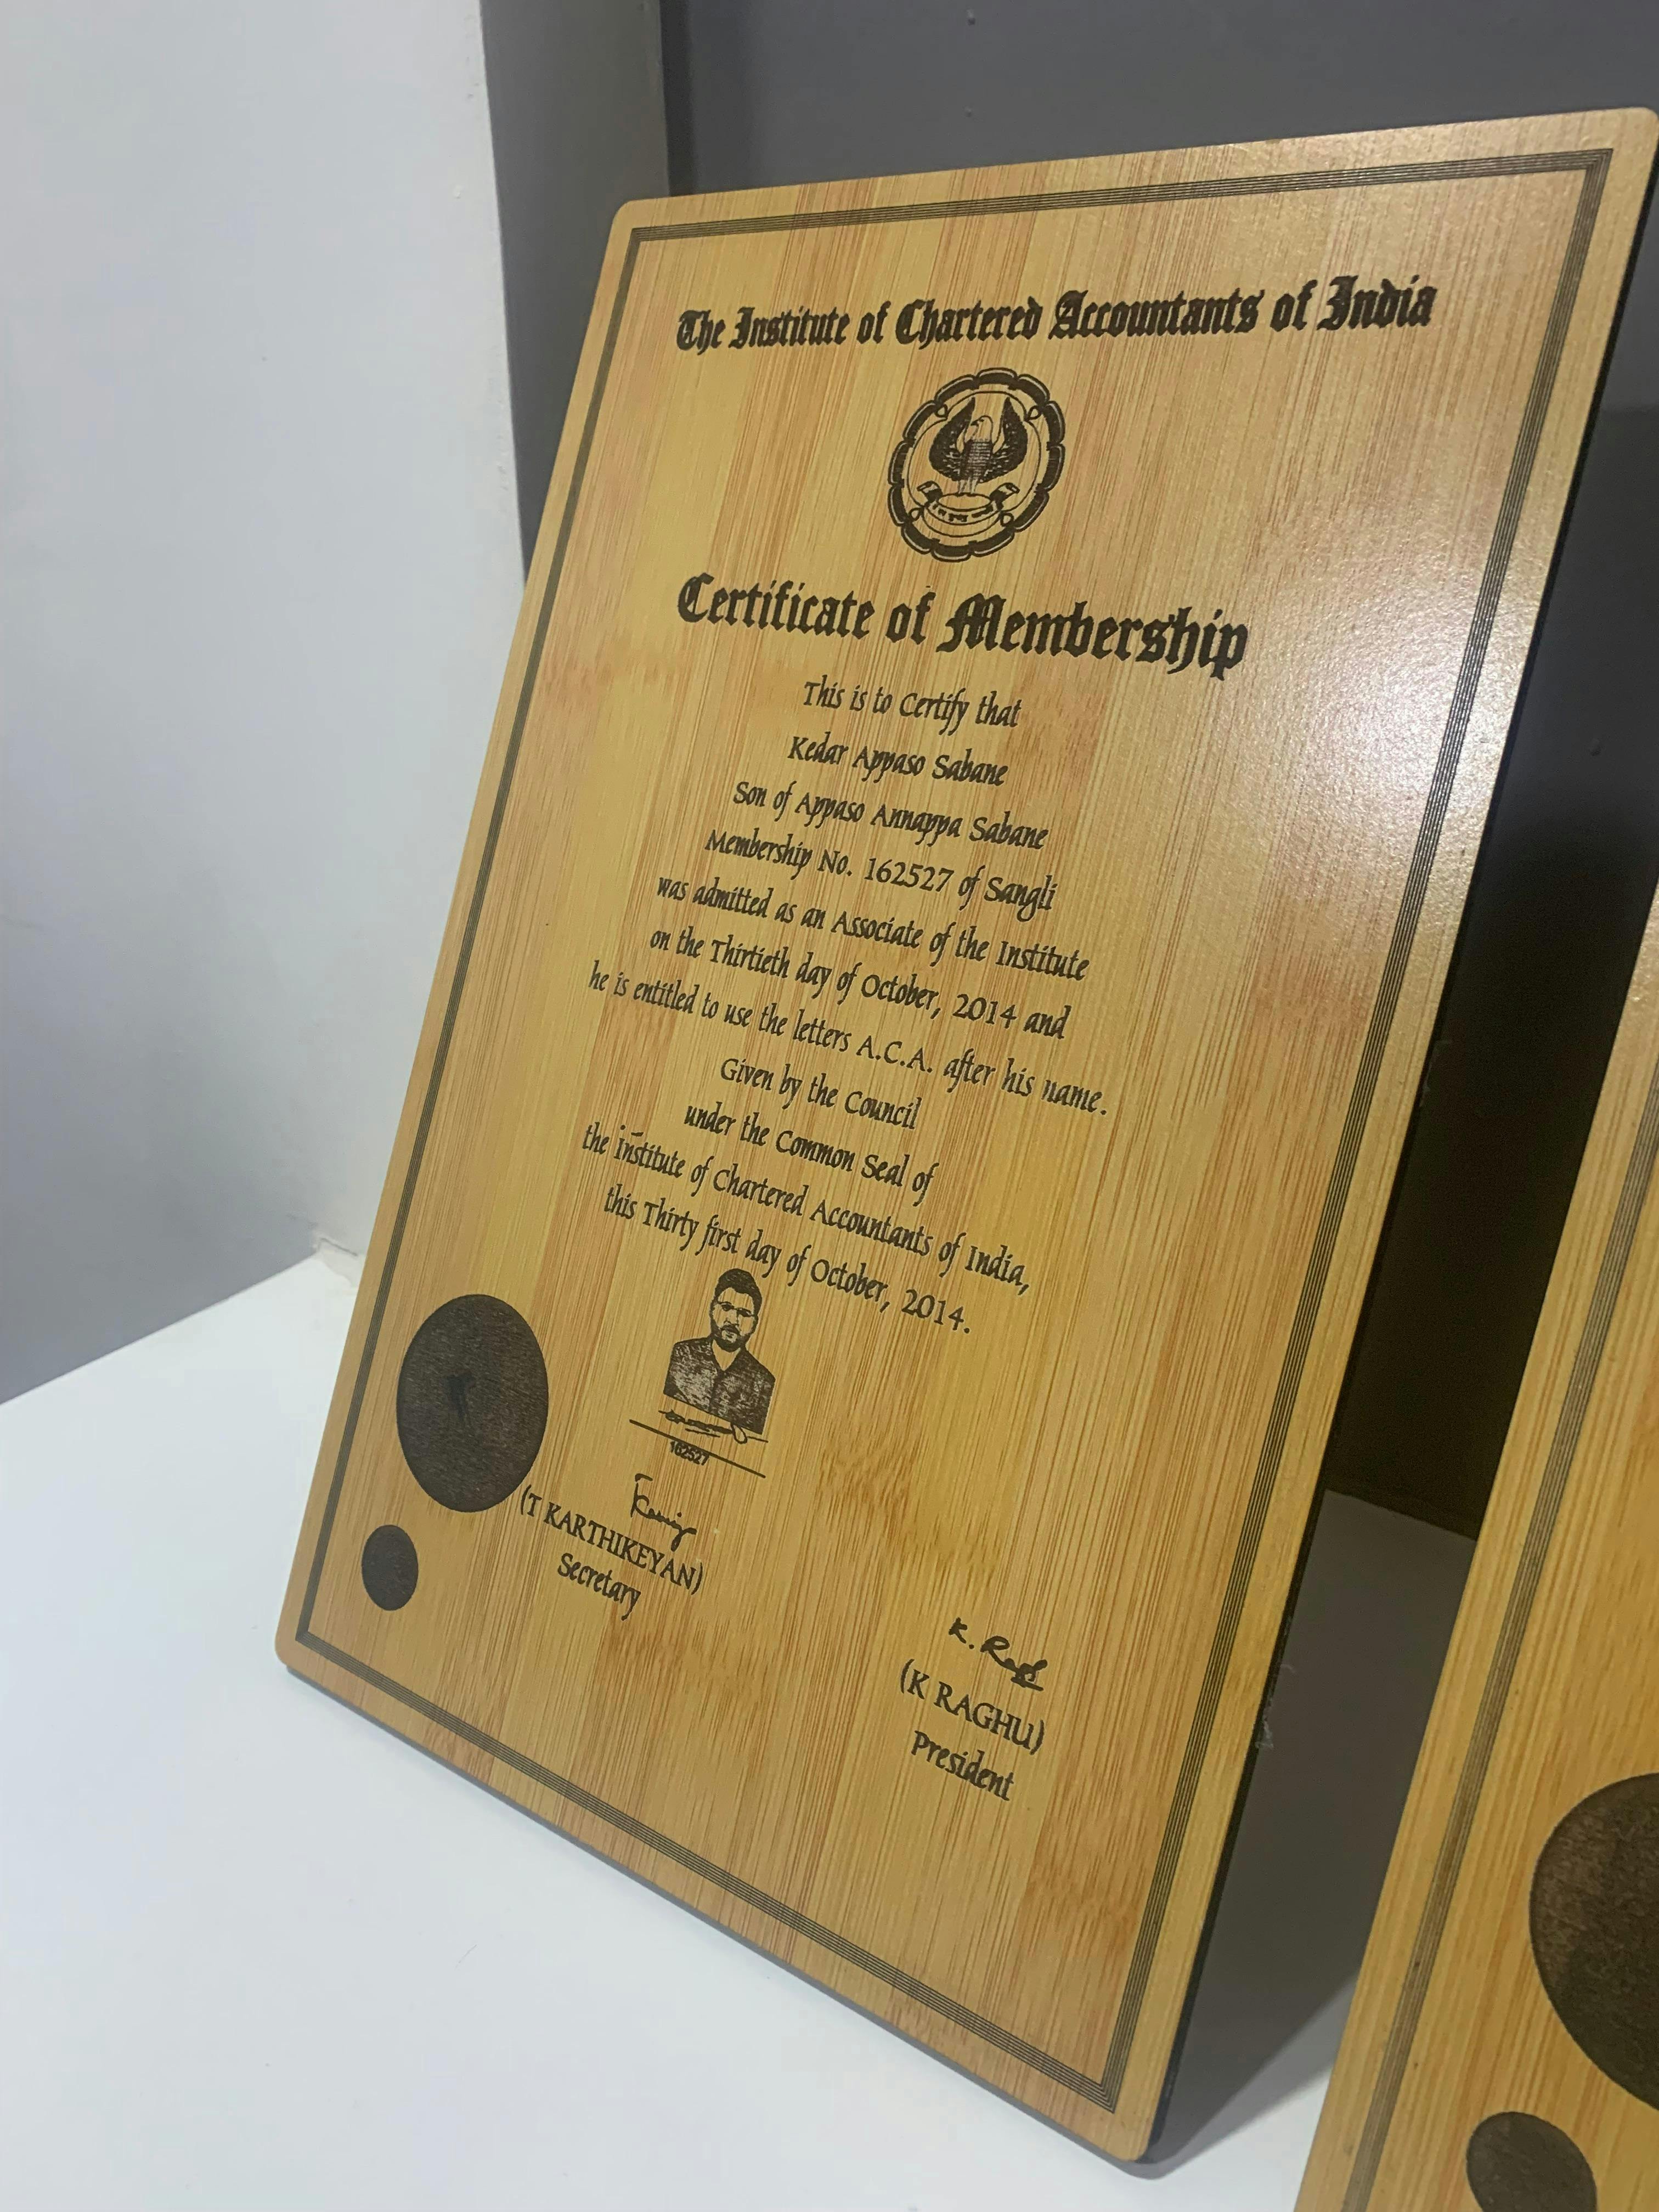 The Institute of Chartered Accountants of India
Certificate of Membership
This is to Certify that
Kedar Appaso Sabane
Son of Appaso Annappa Sabane
Membership No. 162527 of Sangli
was admitted as an Associate of the Institute
on the Thirtieth day of October, 2014 and
he is entitled to use the letters A.C.A. after his name.
Given by the Council
under the Common Seal of
the institute of Chartered Accountants of India,
this Thirty first day of October, 2014.
162527
(T KARTHIKEYAN)
Secretary
K. Raghu
(K RAGHU)
President